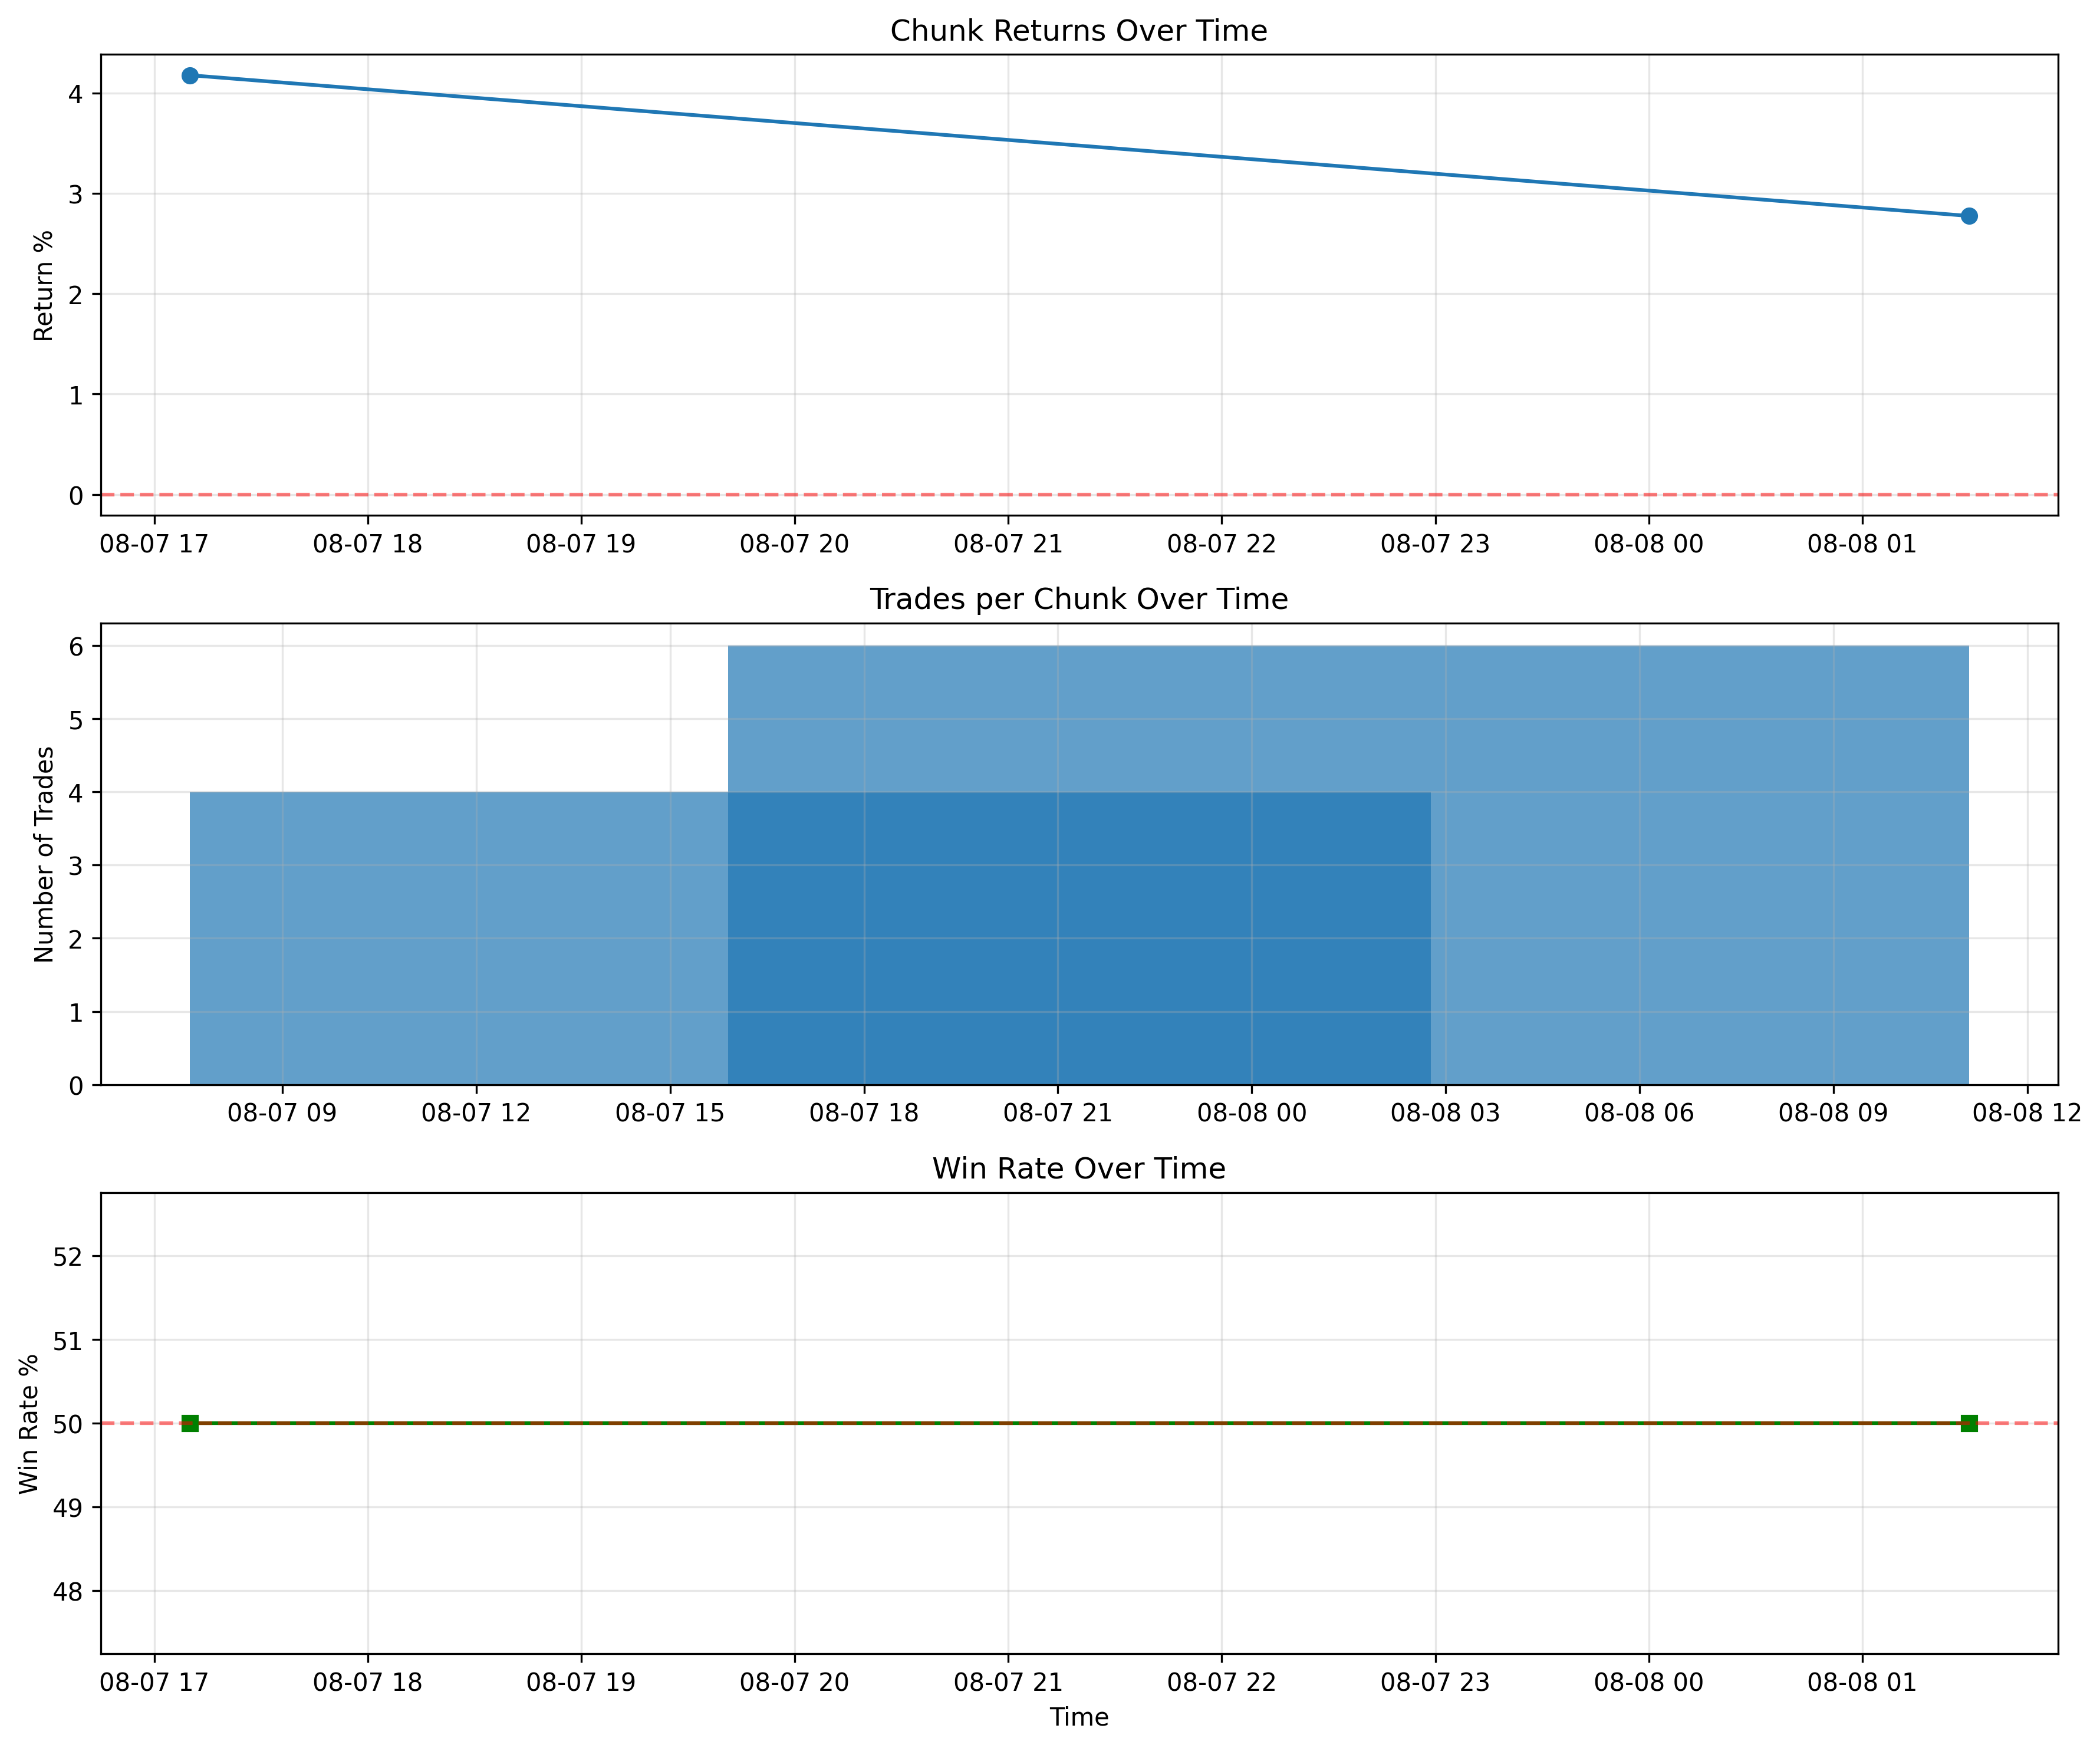 Chunk Returns Over Time
Return %
4
3
2
1
0
08-07 17 08-07 18 08-07 19 08-07 20 08-07 21 08-07 22 08-07 23 08-08 00 08-08 01
Trades per Chunk Over Time
Number of Trades
6
5
4
3
2
1
0
08-07 09 08-07 12 08-07 15 08-07 18 08-07 21 08-08 00 08-08 03 08-08 06 08-08 09 08-08 12
Win Rate Over Time
Win Rate %
52
51
50
49
48
08-07 17 08-07 18 08-07 19 08-07 20 08-07 21 08-07 22 08-07 23 08-08 00 08-08 01
Time